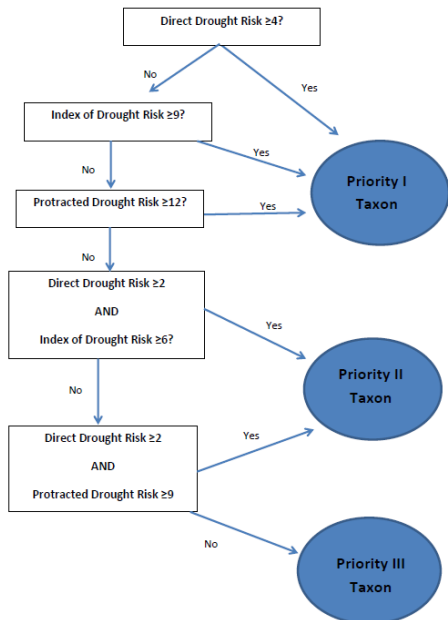 Direct Drought Risk ≥4?
No
Yes
Index of Drought Risk ≥9?
Yes
No
Priority I
Taxon
Protracted Drought Risk ≥12?
Yes
No
Direct Drought Risk ≥2
AND
Index of Drought Risk ≥6?
Yes
No
Priority II
Taxon
Direct Drought Risk ≥2
AND
Protracted Drought Risk ≥9
Yes
No
Priority III
Taxon